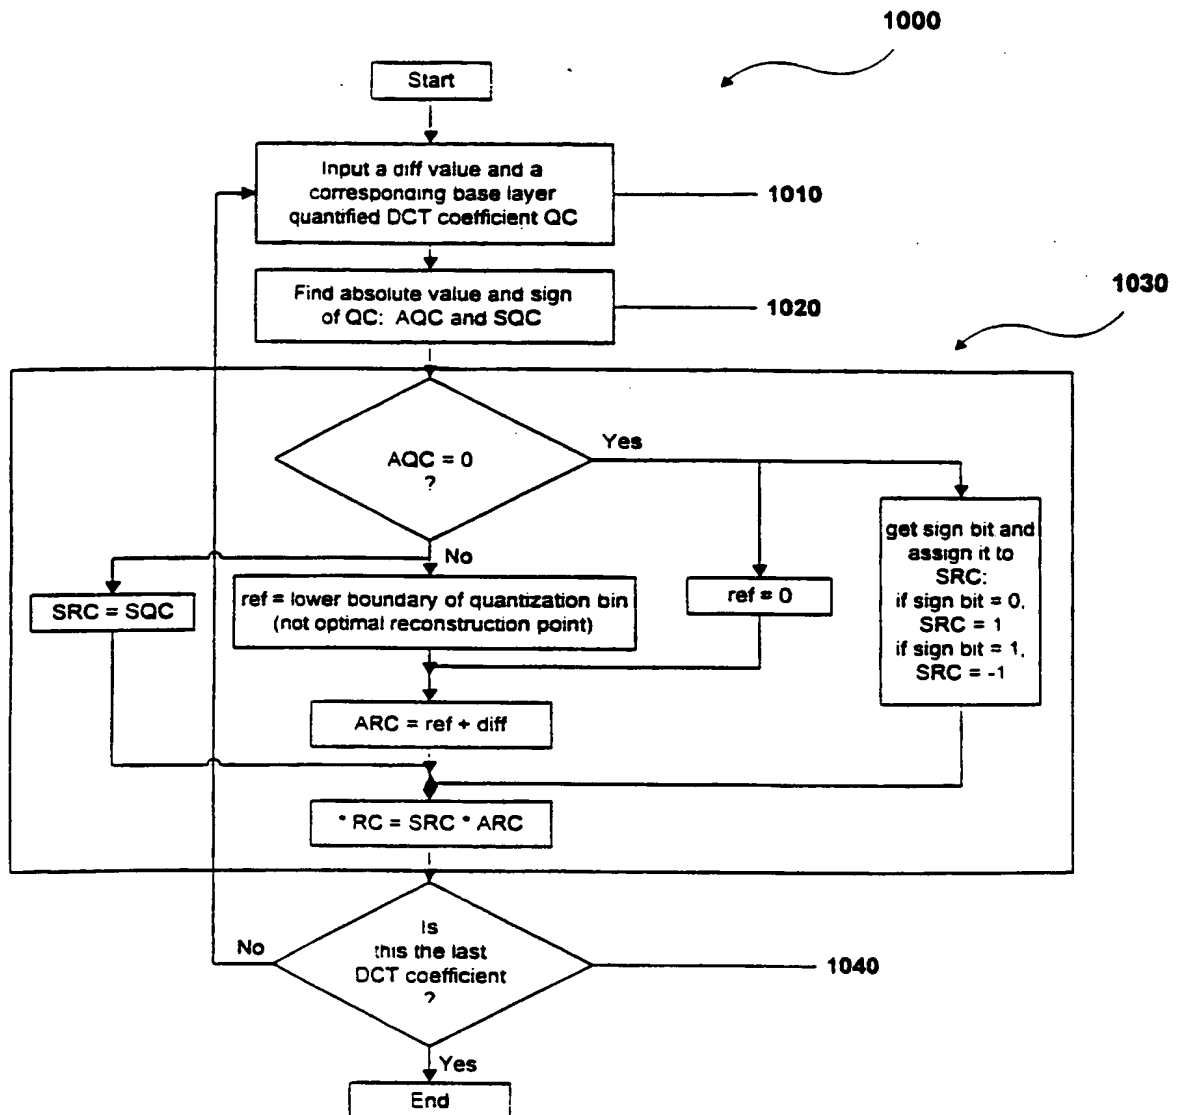 1000
Start
Input a diff value and a
corresponding base layer
quantified DCT coefficient QC
1010
Find absolute value and sign
of QC: AQC and SQC
1020
1030
AQC = 0
?
Yes
No
SRC = SQC
ref = lower boundary of quantization bin
(not optimal reconstruction point)
ref = 0
get sign bit and
assign it to
SRC:
if sign bit = 0,
SRC = 1
if sign bit = 1,
SRC = -1
ARC = ref + diff
* RC = SRC * ARC
Is
this the last
DCT coefficient
?
No
1040
Yes
End